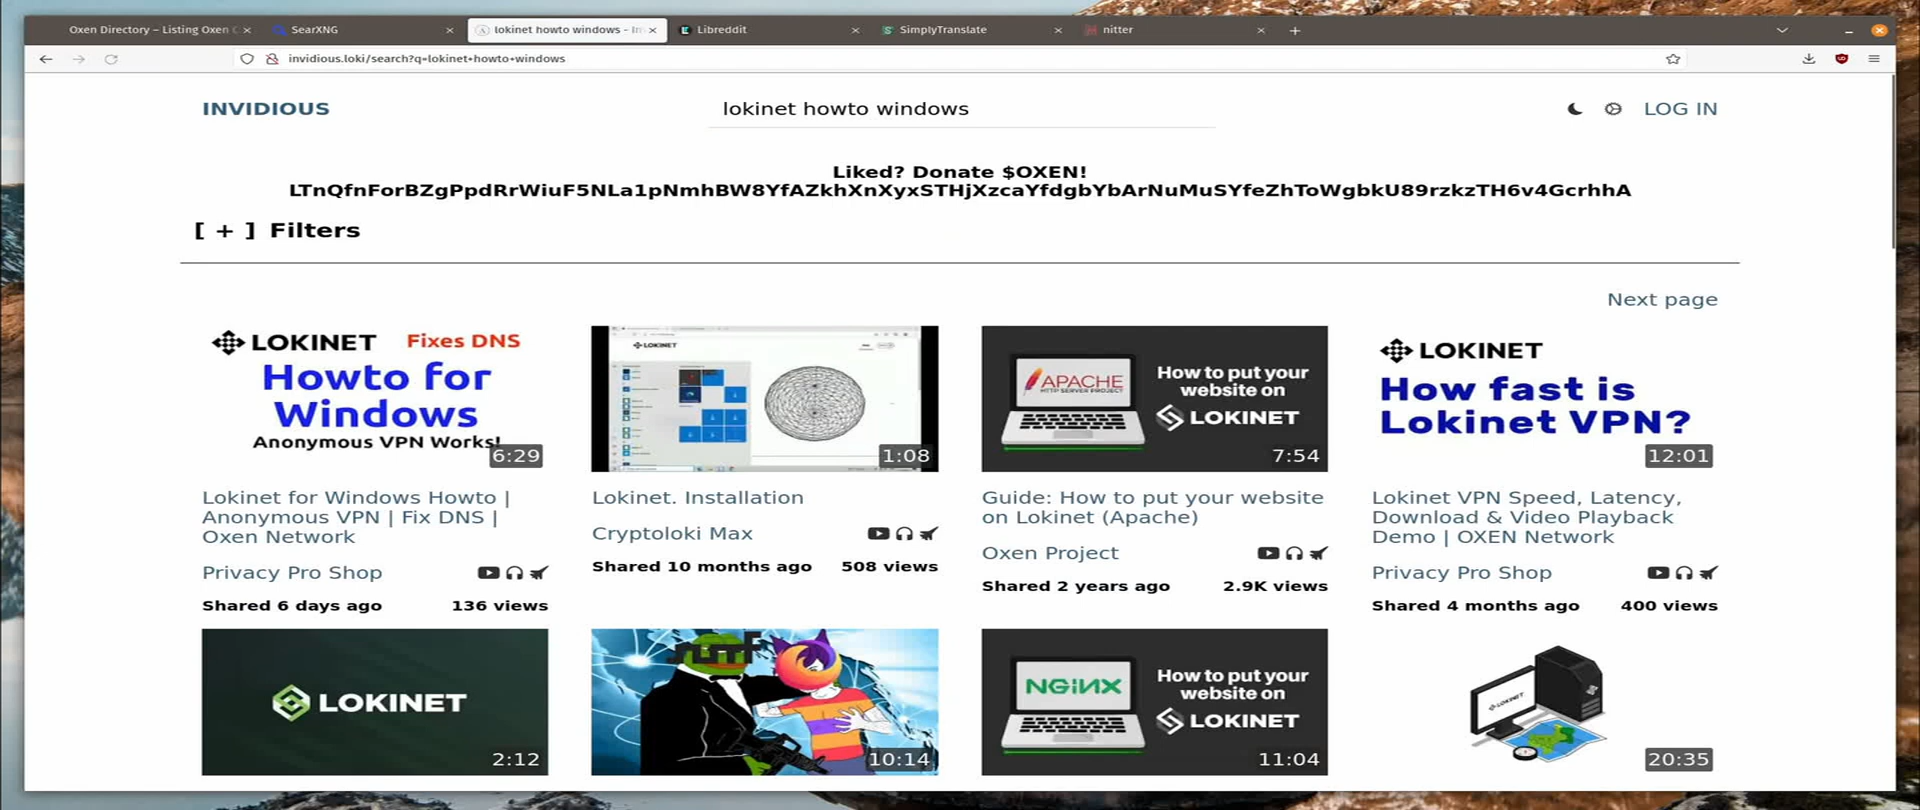 Oxen Directory – Listing Oxen
SearXNG
lokinet howto windows - In
Libreddit
SimplyTranslate
nitter
invidious.loki/search?q=lokinet+howto+windows
INVIDIOUS
lokinet howto windows
LOG IN
Liked? Donate $OXEN!
LTnQfnForBZgPpdRrWiuF5NLa1pNmhBW8YfAZkhXnXyxSTHjXzcaYfdgbYbArNuMuSYfeZhToWgbkU89rzkzTH6v4GcrhhA
[ + ] Filters
Next page
LOKINET Fixes DNS
Howto for
Windows
Anonymous VPN Works!
6:29
LOKINET
1:08
APACHE
HTTP SERVER PROJECT
How to put your
website on
LOKINET
7:54
LOKINET
How fast is
Lokinet VPN?
12:01
Lokinet for Windows Howto |
Anonymous VPN | Fix DNS |
Oxen Network
Privacy Pro Shop
Shared 6 days ago 136 views
Lokinet. Installation
Cryptoloki Max
Shared 10 months ago 508 views
Guide: How to put your website
on Lokinet (Apache)
Oxen Project
Shared 2 years ago 2.9K views
Lokinet VPN Speed, Latency,
Download & Video Playback
Demo | OXEN Network
Privacy Pro Shop
Shared 4 months ago 400 views
LOKINET
2:12
10:14
NGINX
How to put your
website on
LOKINET
11:04
LOKINET
20:35